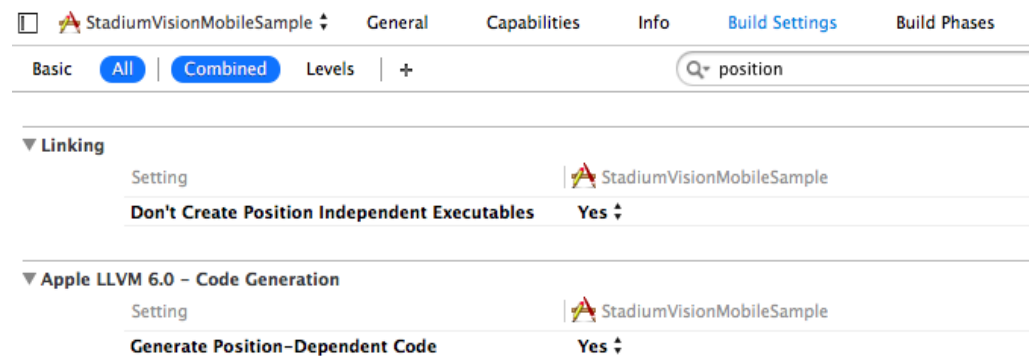 StadiumVisionMobileSample General Capabilities Info Build Settings Build Phases
Basic All Combined Levels + position
Linking
Setting StadiumVisionMobileSample
Don't Create Position Independent Executables Yes
Apple LLVM 6.0 - Code Generation
Setting StadiumVisionMobileSample
Generate Position-Dependent Code Yes